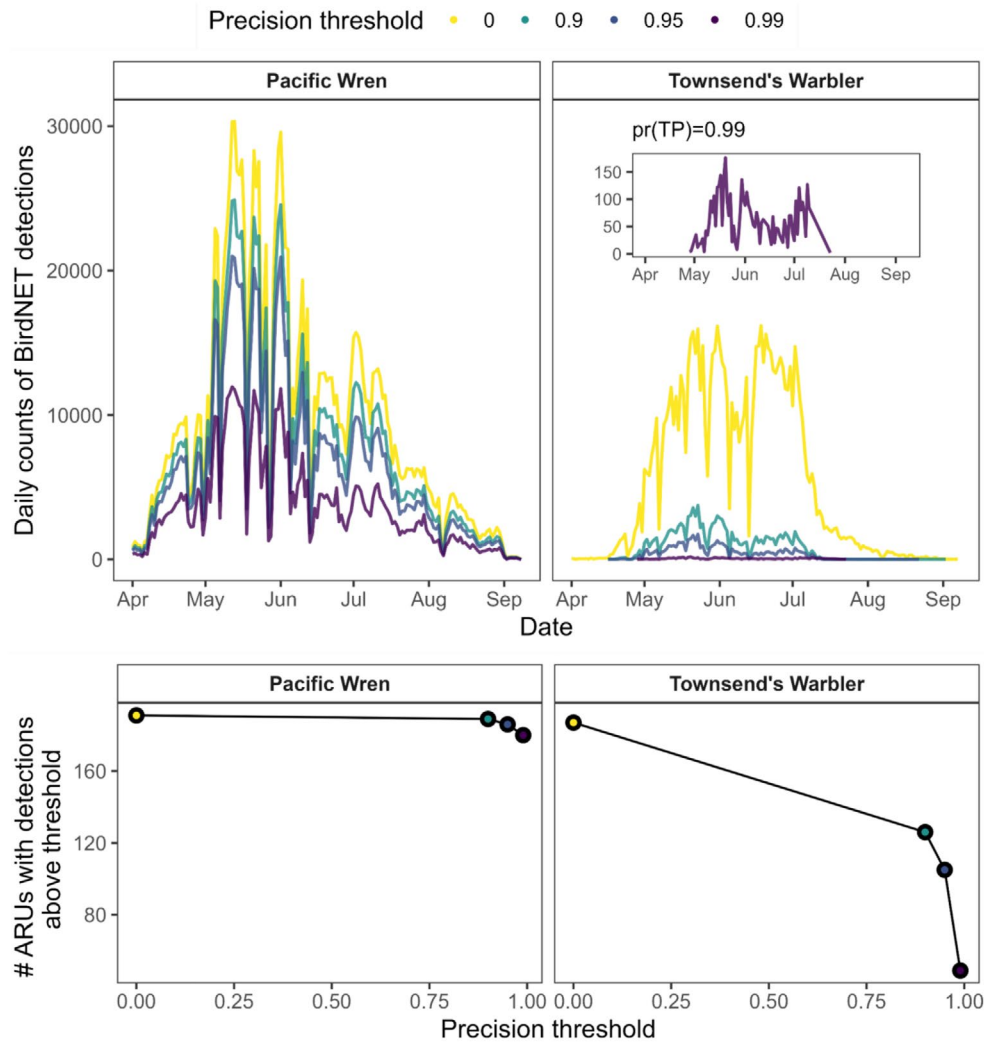 Precision threshold 0 0.9 0.95 0.99
Pacific Wren Townsend's Warbler
Daily counts of BirdNET detections
30000
20000
10000
0
pr(TP)=0.99
150
100
50
0
Apr May Jun Jul Aug Sep
Apr May Jun Jul Aug Sep Apr May Jun Jul Aug Sep
Date
Pacific Wren Townsend's Warbler
# ARUs with detections
above threshold
160
120
80
0.00 0.25 0.50 0.75 1.00 0.00 0.25 0.50 0.75 1.00
Precision threshold